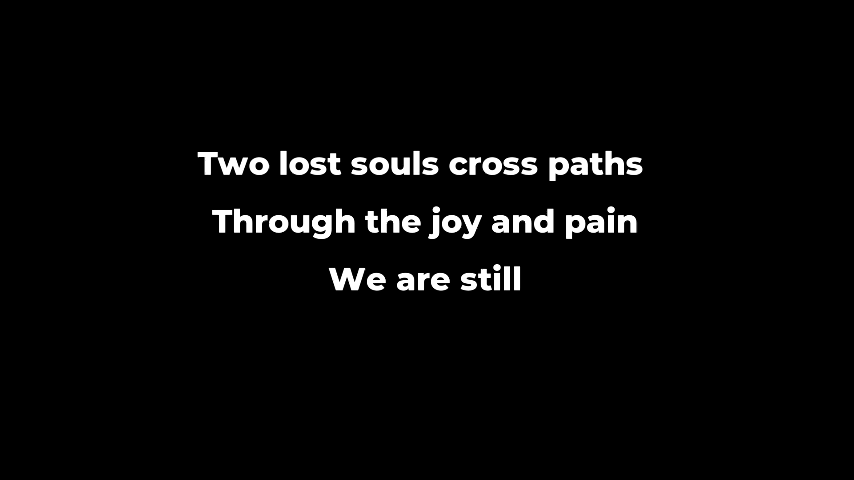 Two lost souls cross paths
Through the joy and pain
We are still